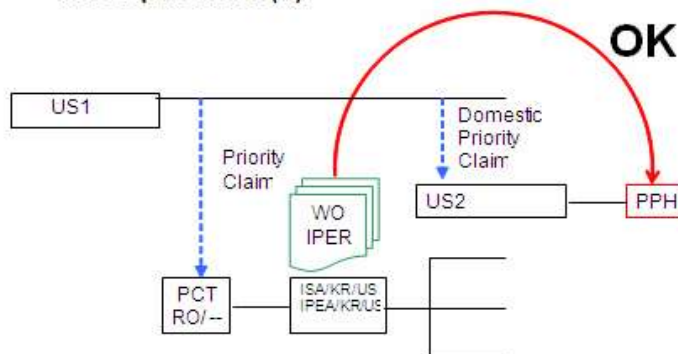 OK
US1
Domestic
Priority
Claim
Priority
Claim
WO
IPER
US2
PPH
PCT
RO/--
ISA/KR/US
IPEA/KR/US